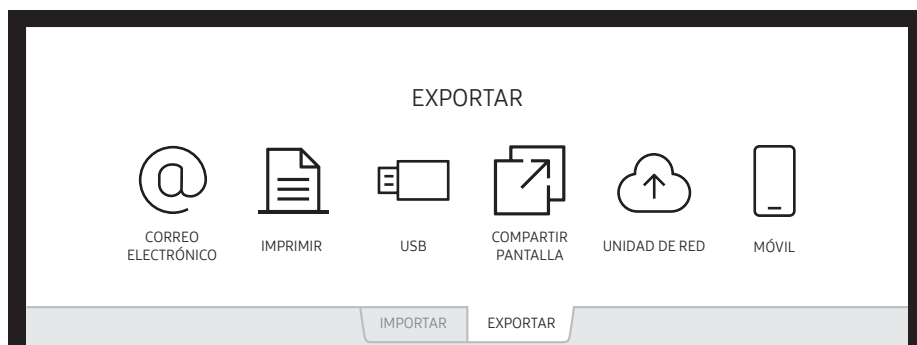 EXPORTAR
CORREO
ELECTRÓNICO
IMPRIMIR
USB
COMPARTIR
PANTALLA
UNIDAD DE RED
MÓVIL
IMPORTAR
EXPORTAR